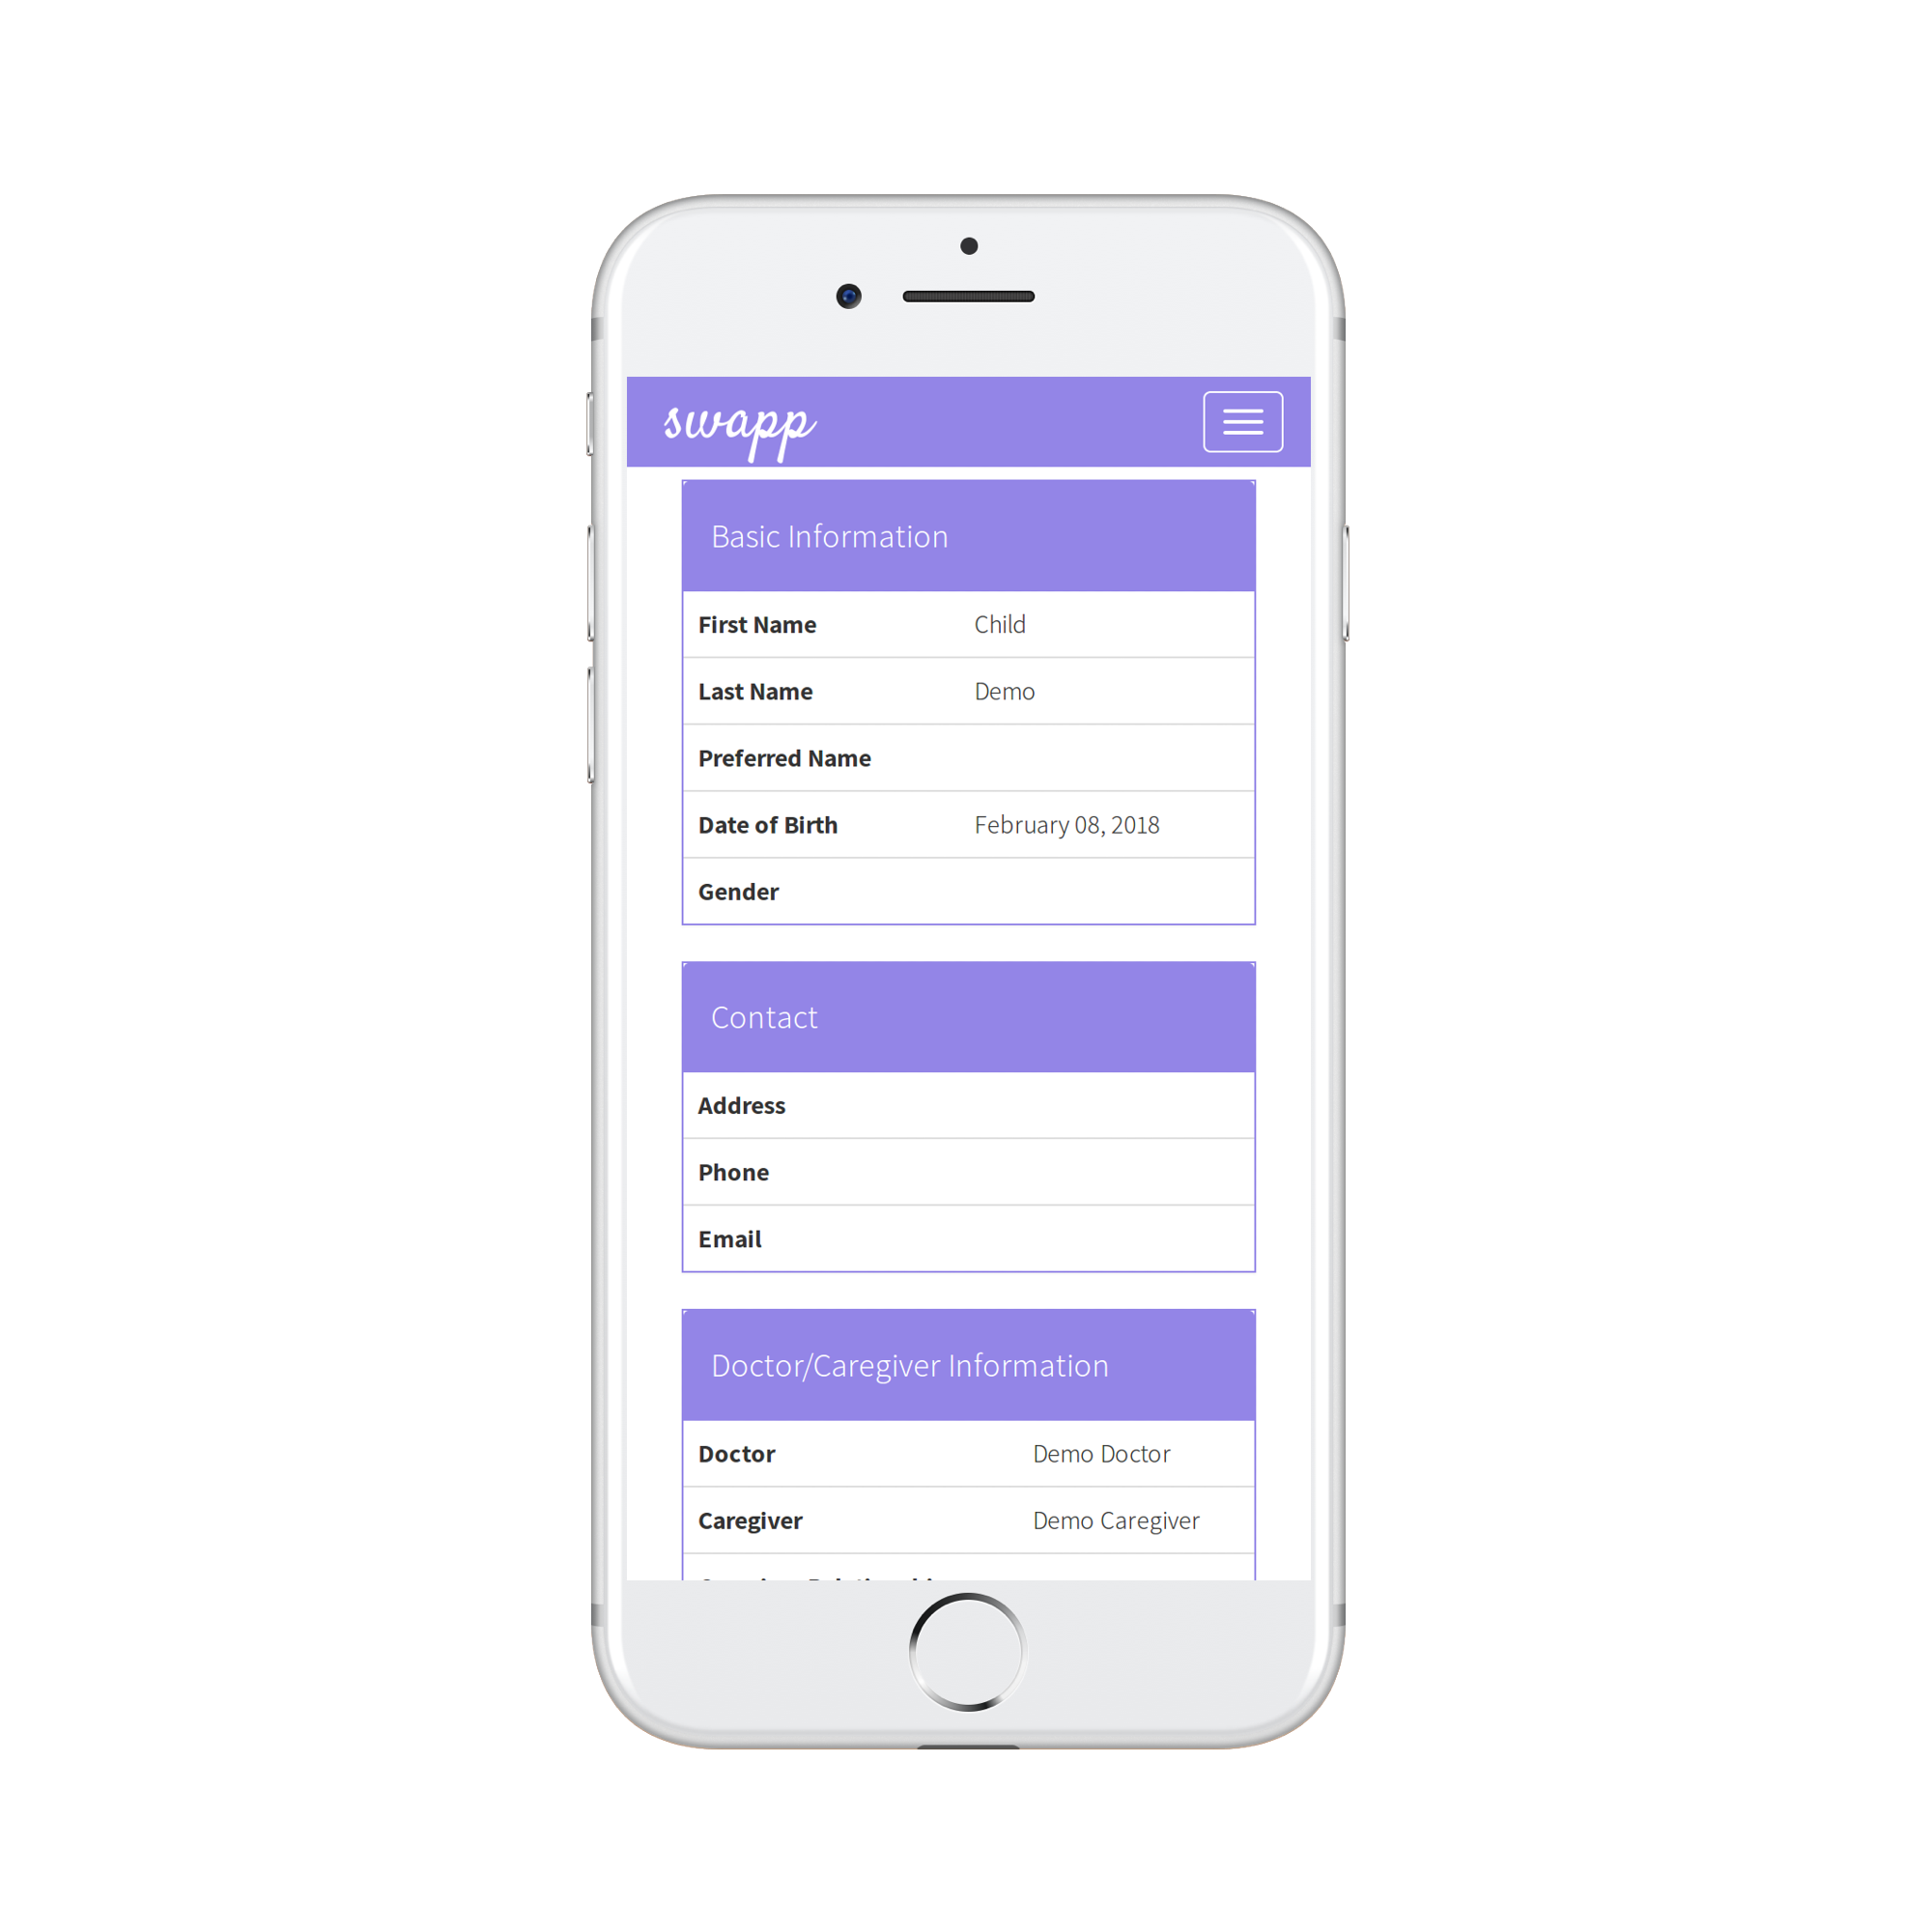 swapp
Basic Information
First Name Child
Last Name Demo
Preferred Name
Date of Birth February 08, 2018
Gender
Contact
Address
Phone
Email
Doctor/Caregiver Information
Doctor Demo Doctor
Caregiver Demo Caregiver